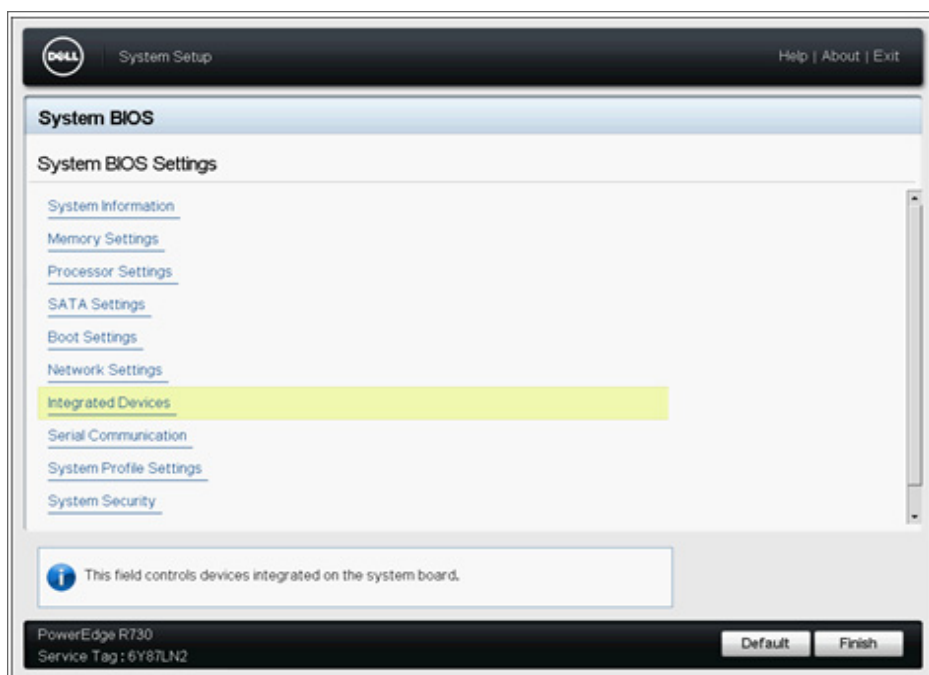 DELL
System Setup
Help | About | Exit
System BIOS
System BIOS Settings
System Information
Memory Settings
Processor Settings
SATA Settings
Boot Settings
Network Settings
Integrated Devices
Serial Communication
System Profile Settings
System Security
This field controls devices integrated on the system board.
PowerEdge R730
Service Tag : 6Y87LN2
Default
Finish